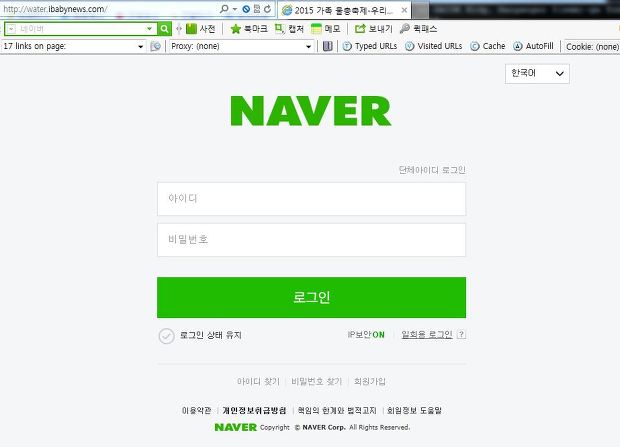 http://water.ibabynews.com/
2015 가족 물총축제-우리...
네이버 사전 북마크 캡처 메모 보내기 퀵패스
17 links on page: Proxy: (none) Typed URLs Visited URLs Cache AutoFill Cookie: (none)
한국어
NAVER
단체아이디 로그인
아이디
비밀번호
로그인
로그인 상태 유지 IP보안 ON 일회용 로그인 ?
아이디 찾기 비밀번호 찾기 회원가입
이용약관 개인정보취급방침 책임의 한계와 법적고지 회원정보 도움말
NAVER Copyright © NAVER Corp. All Rights Reserved.